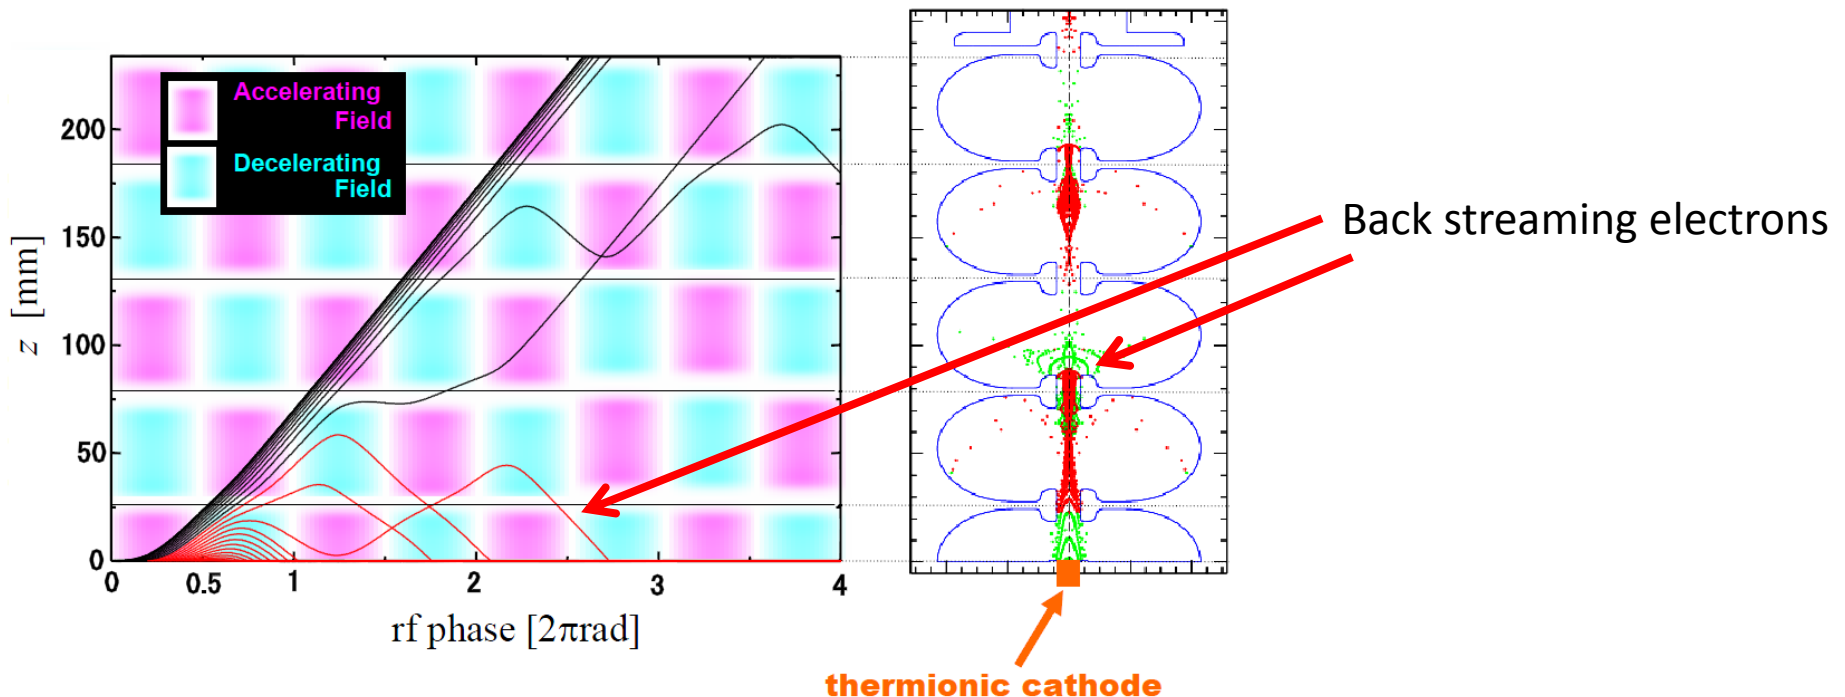 Accelerating
Field
Decelerating
Field
200
150
100
50
0
z [mm]
0 0.5 1 2 3 4
rf phase [2πrad]
Back streaming electrons
thermionic cathode